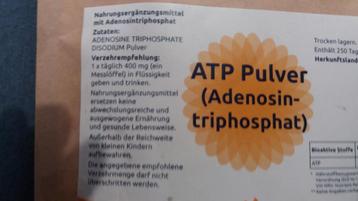 Nahrungsergänzungsmittel
mit Adenosintriphosphat
Zutaten:
ADENOSINE TRIPHOSPHATE
DISODIUM Pulver
Verzehrempfehlung:
1 x täglich 400 mg (ein
Messlöffel) in Flüssigkeit
geben und trinken.
Nahrungsergänzungsmittel
ersetzen keine
abwechslungsreiche und
ausgewogene Ernährung
und gesunde Lebensweise.
Außerhalb der Reichweite
von kleinen Kindern
aufbewahren.
Die angegebene empfohlene
Verzehrmenge darf nicht
überschritten werden.
ATP Pulver
(Adenosin-
triphosphat)
Trocken lagern.
Enthält 250 Tag
Herkunftsland
Bioaktive Stoffe
ATP